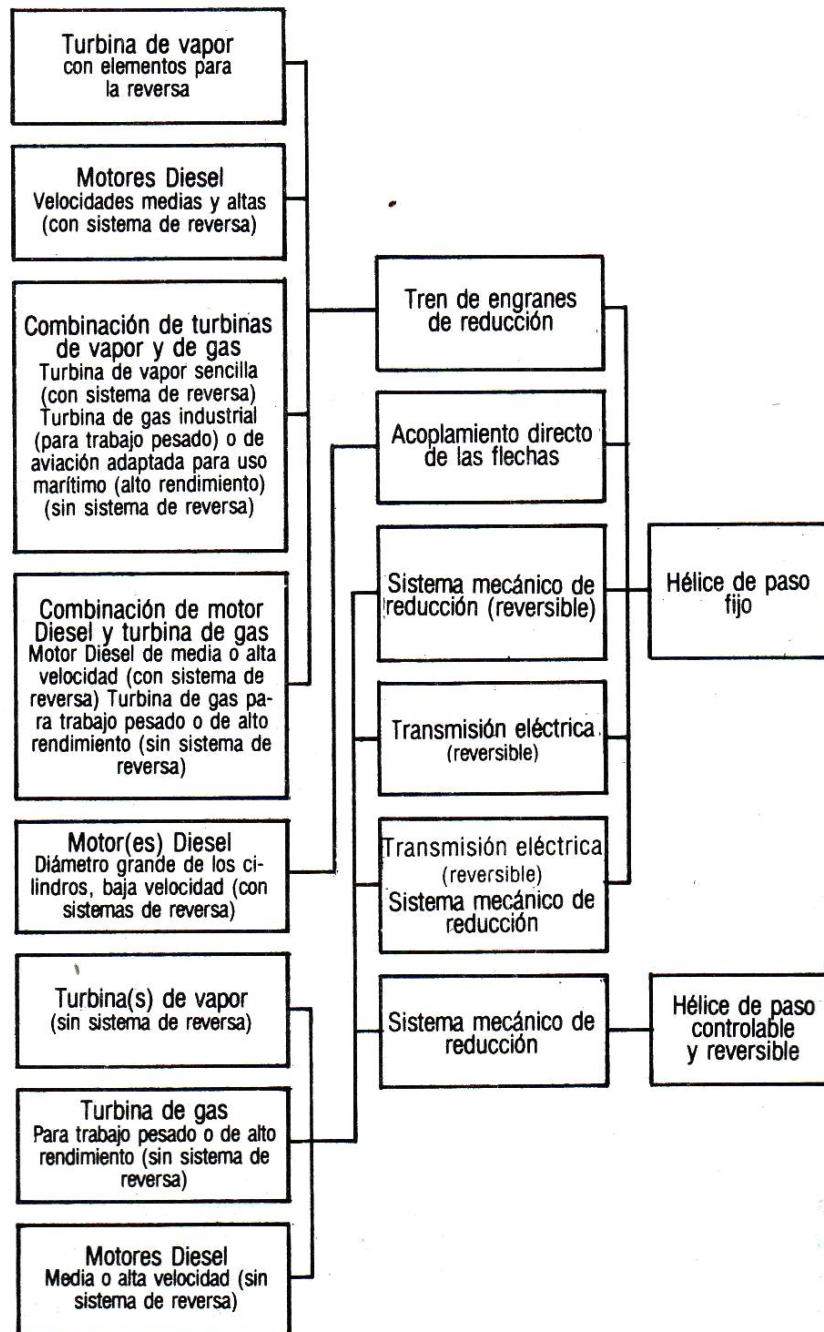 Turbina de vapor
con elementos para
la reversa
Motores Diesel
Velocidades medias y altas
(con sistema de reversa)
Combinación de turbinas
de vapor y de gas
Turbina de vapor sencilla
(con sistema de reversa)
Turbina de gas industrial
(para trabajo pesado) o de
aviación adaptada para uso
marítimo (alto rendimiento)
(sin sistema de reversa)
Combinación de motor
Diesel y turbina de gas
Motor Diesel de media o alta
velocidad (con sistema de
reversa) Turbina de gas pa-
ra trabajo pesado o de alto
rendimiento (sin sistema de
reversa)
Motor(es) Diesel
Diámetro grande de los ci-
lindros, baja velocidad (con
sistemas de reversa)
Turbina(s) de vapor
(sin sistema de reversa)
Turbina de gas
Para trabajo pesado o de alto
rendimiento (sin sistema de
reversa)
Motores Diesel
Media o alta velocidad (sin
sistema de reversa)
Tren de engranes
de reducción
Acoplamiento directo
de las flechas
Sistema mecánico de
reducción (reversible)
Transmisión eléctrica
(reversible)
Transmisión eléctrica
(reversible)
Sistema mecánico de
reducción
Sistema mecánico de
reducción
Hélice de paso
fijo
Hélice de paso
controlable
y reversible